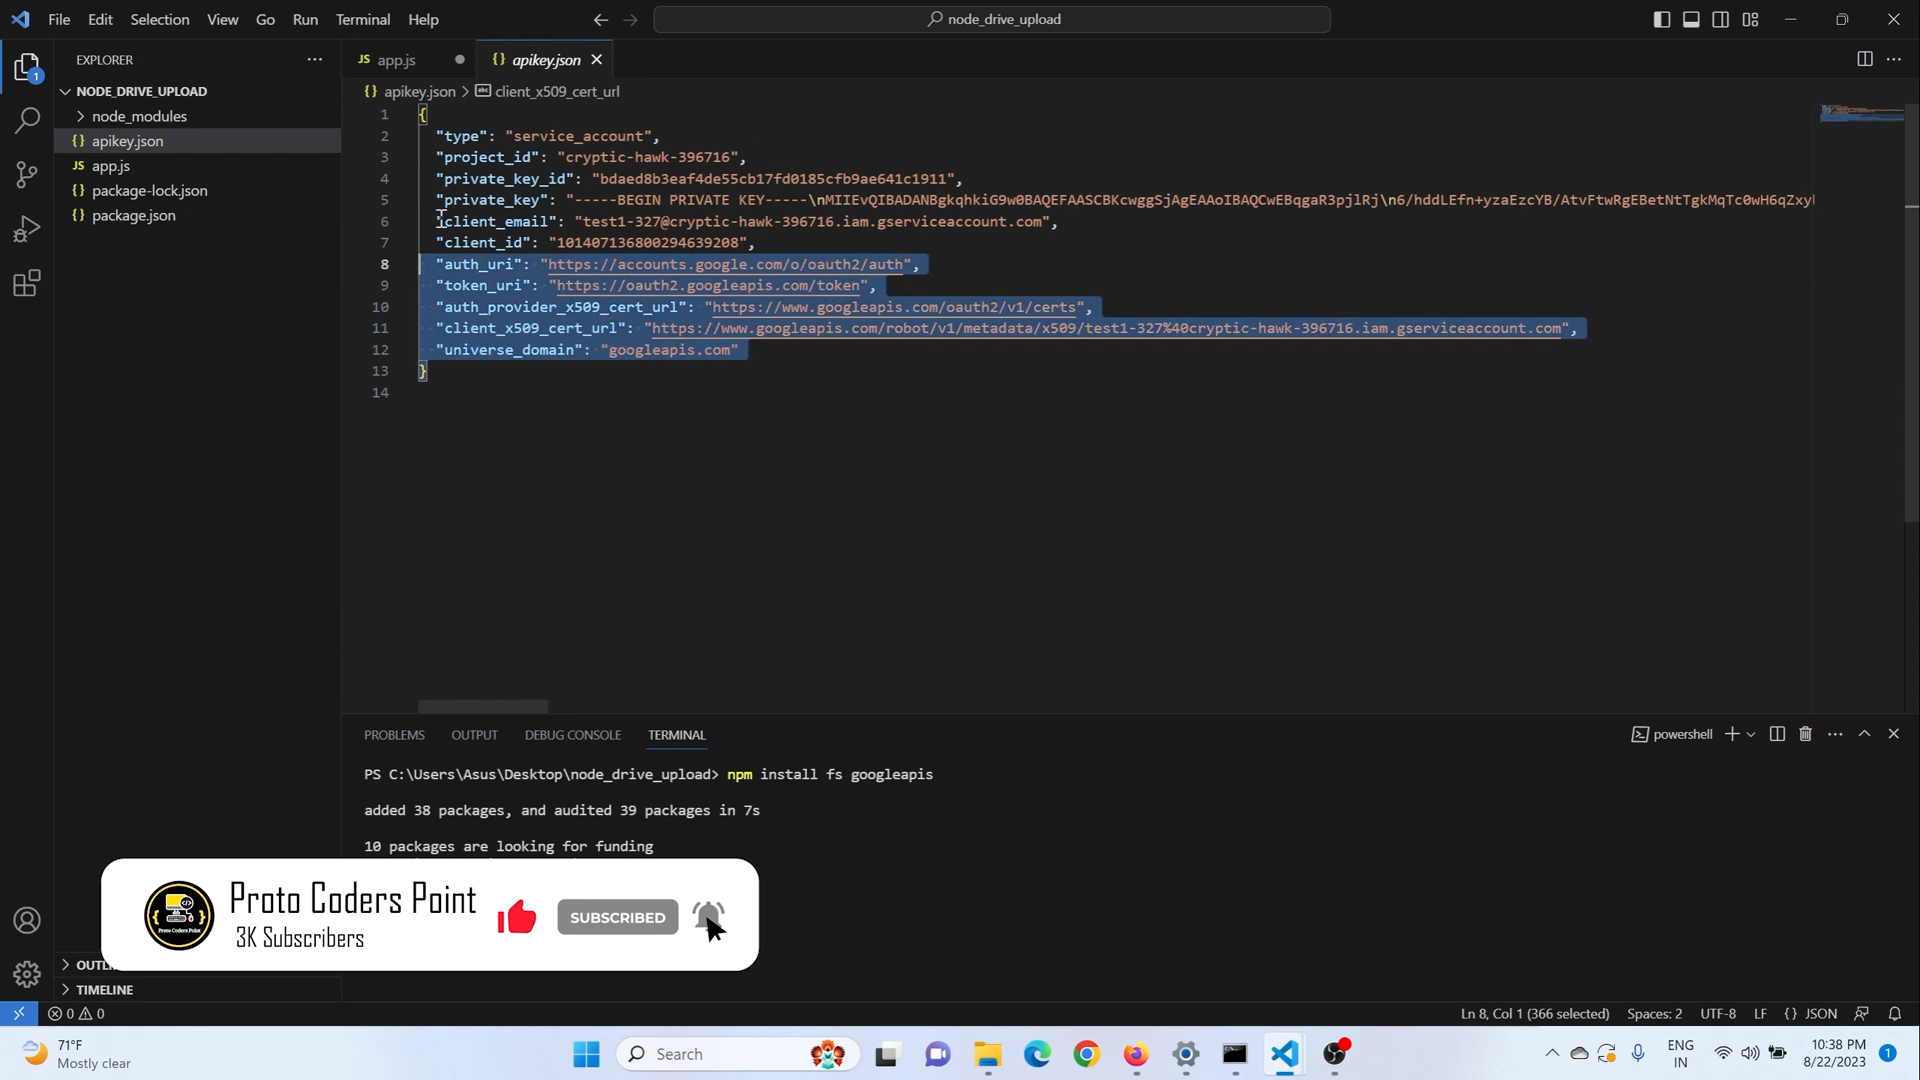 File Edit Selection View Go Run Terminal Help
node_drive_upload
EXPLORER
NODE_DRIVE_UPLOAD
node_modules
apikey.json
app.js
package-lock.json
package.json
OUTLI
TIMELINE
app.js
apikey.json
apikey.json > client_x509_cert_url
1 {
2 "type": "service_account",
3 "project_id": "cryptic-hawk-396716",
4 "private_key_id": "bdaed8b3eaf4de55cb17fd0185cfb9ae641c1911",
5 "private_key": "-----BEGIN PRIVATE KEY-----\nMIIEvQIBADANBgkqhkiG9w0BAQEFAASCBKcwggSjAgEAAoIBAQCwEBqgaR3pjlRj\n6/hddLEfn+yzaEzcYB/AtvFtwRgEBetNtTgkMqTc0wH6qZxy
6 "client_email": "test1-327@cryptic-hawk-396716.iam.gserviceaccount.com",
7 "client_id": "101407136800294639208",
8 "auth_uri": "https://accounts.google.com/o/oauth2/auth",
9 "token_uri": "https://oauth2.googleapis.com/token",
10 "auth_provider_x509_cert_url": "https://www.googleapis.com/oauth2/v1/certs",
11 "client_x509_cert_url": "https://www.googleapis.com/robot/v1/metadata/x509/test1-327%40cryptic-hawk-396716.iam.gserviceaccount.com",
12 "universe_domain": "googleapis.com"
13 }
14
PROBLEMS OUTPUT DEBUG CONSOLE TERMINAL
powershell
PS C:\Users\Asus\Desktop\node_drive_upload> npm install fs googleapis
added 38 packages, and audited 39 packages in 7s
10 packages are looking for funding
Proto Coders Point
3K Subscribers
SUBSCRIBED
Proto Coders Point
0 0
Ln 8, Col 1 (366 selected) Spaces: 2 UTF-8 LF {} JSON
71°F
Mostly clear
Search
ENG
IN
10:38 PM
8/22/2023
1